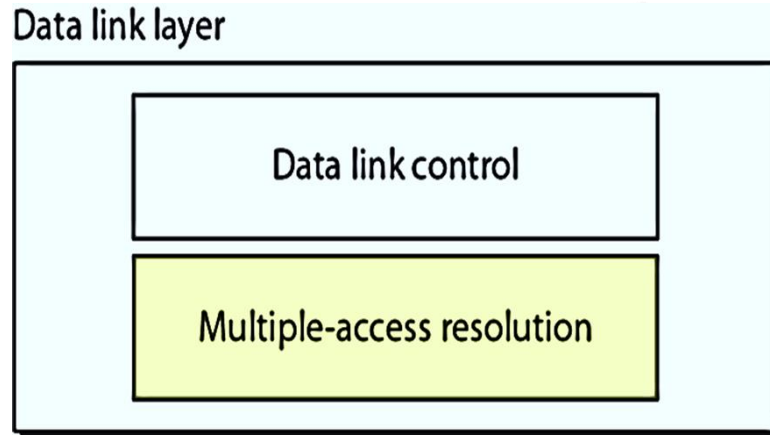 Data link layer
Data link control
Multiple-access resolution